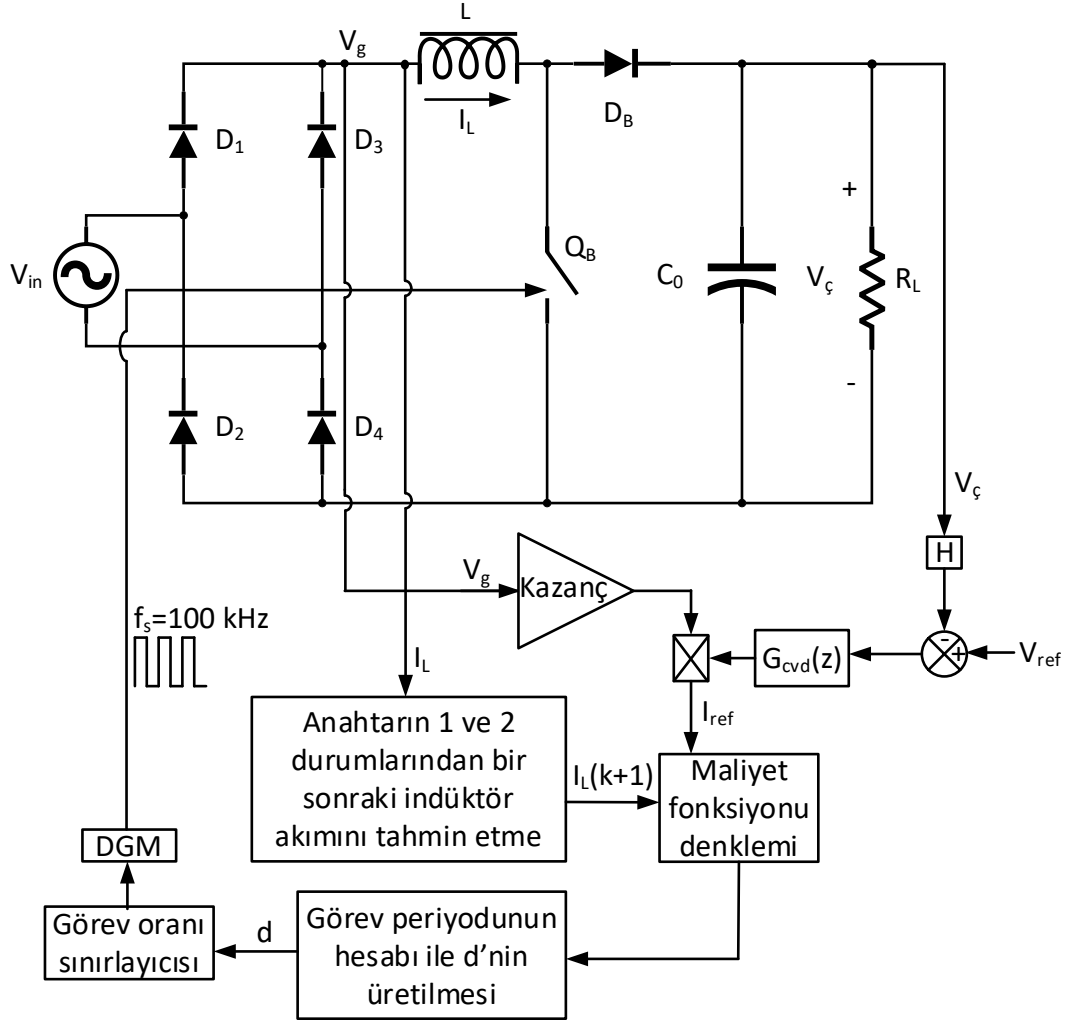 L
V_g
I_L
D_B
D_1
D_3
+
Q_B
V_in
C_0
V_ç
R_L
-
D_2
D_4
V_ç
H
V_g
Kazanç
f_s=100 kHz
-
+
G_cvd(z)
V_ref
I_L
I_ref
Anahtarın 1 ve 2
durumlarından bir
sonraki indüktör
akımını tahmin etme
I_L(k+1)
Maliyet
fonksiyonu
denklemi
DGM
Görev oranı
sınırlayıcısı
d
Görev periyodunun
hesabı ile d’nin
üretilmesi